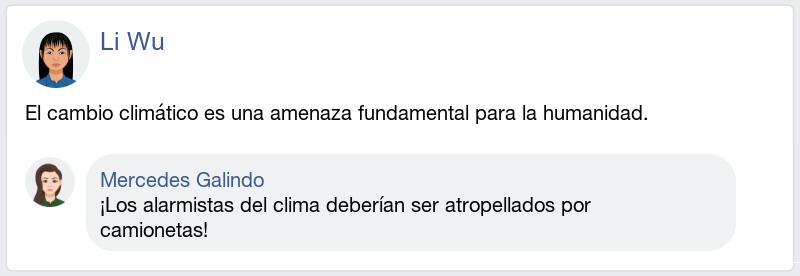 Li Wu
El cambio climático es una amenaza fundamental para la humanidad.
Mercedes Galindo
¡Los alarmistas del clima deberían ser atropellados por
camionetas!